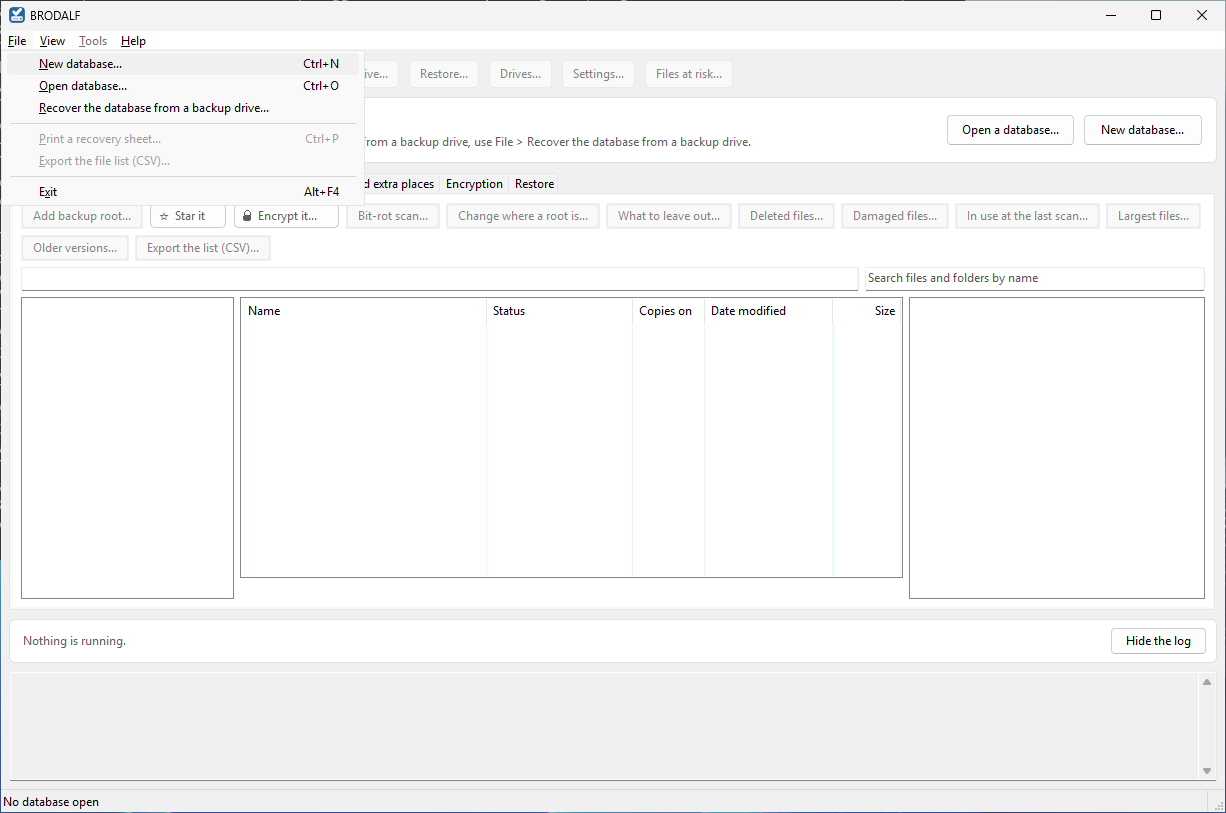 BRODALF
File View Tools Help
New database... Ctrl+N
Open database... Ctrl+O
Recover the database from a backup drive...
Print a recovery sheet... Ctrl+P
Export the file list (CSV)...
Exit Alt+F4
Restore... Drives... Settings... Files at risk...
from a backup drive, use File > Recover the database from a backup drive.
Open a database... New database...
extra places Encryption Restore
Add backup root... ☆ Star it Encrypt it... Bit-rot scan... Change where a root is... What to leave out... Deleted files... Damaged files... In use at the last scan... Largest files...
Older versions... Export the list (CSV)...
Search files and folders by name
Name Status Copies on Date modified Size
Nothing is running.
Hide the log
No database open